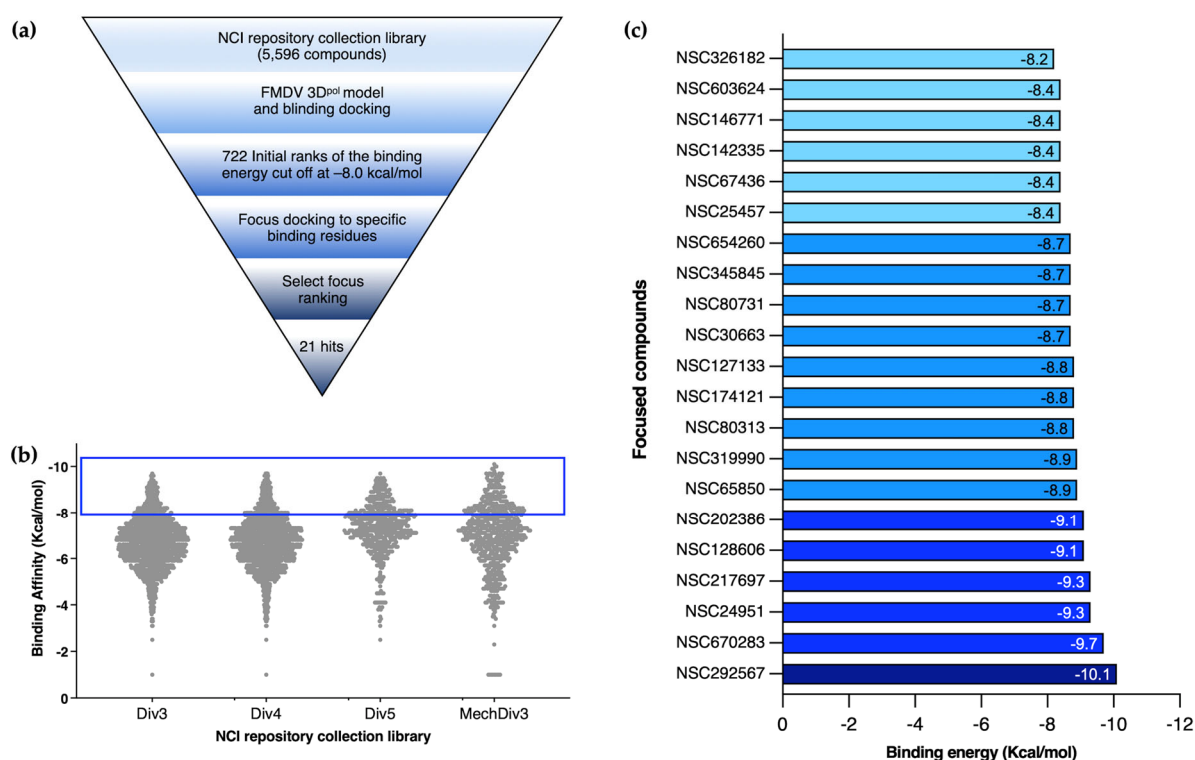 (a)
NCI repository collection library
(5,596 compounds)
FMDV 3Dᵖᵒˡ model
and blinding docking
722 Initial ranks of the binding
energy cut off at –8.0 kcal/mol
Focus docking to specific
binding residues
Select focus
ranking
21 hits
(b)
Binding Affinity (Kcal/mol)
-10
-8
-6
-4
-2
0
Div3 Div4 Div5 MechDiv3
NCI repository collection library
(c)
Focused compounds
NSC326182 -8.2
NSC603624 -8.4
NSC146771 -8.4
NSC142335 -8.4
NSC67436 -8.4
NSC25457 -8.4
NSC654260 -8.7
NSC345845 -8.7
NSC80731 -8.7
NSC30663 -8.7
NSC127133 -8.8
NSC174121 -8.8
NSC80313 -8.8
NSC319990 -8.9
NSC65850 -8.9
NSC202386 -9.1
NSC128606 -9.1
NSC217697 -9.3
NSC24951 -9.3
NSC670283 -9.7
NSC292567 -10.1
0 -2 -4 -6 -8 -10 -12
Binding energy (Kcal/mol)